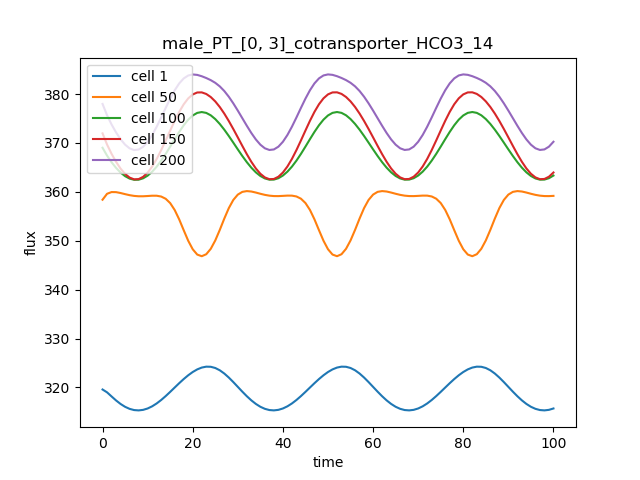 male_PT_[0, 3]_cotransporter_HCO3_14
cell 1
cell 50
cell 100
cell 150
cell 200
380
370
360
350
340
330
320
flux
0 20 40 60 80 100
time